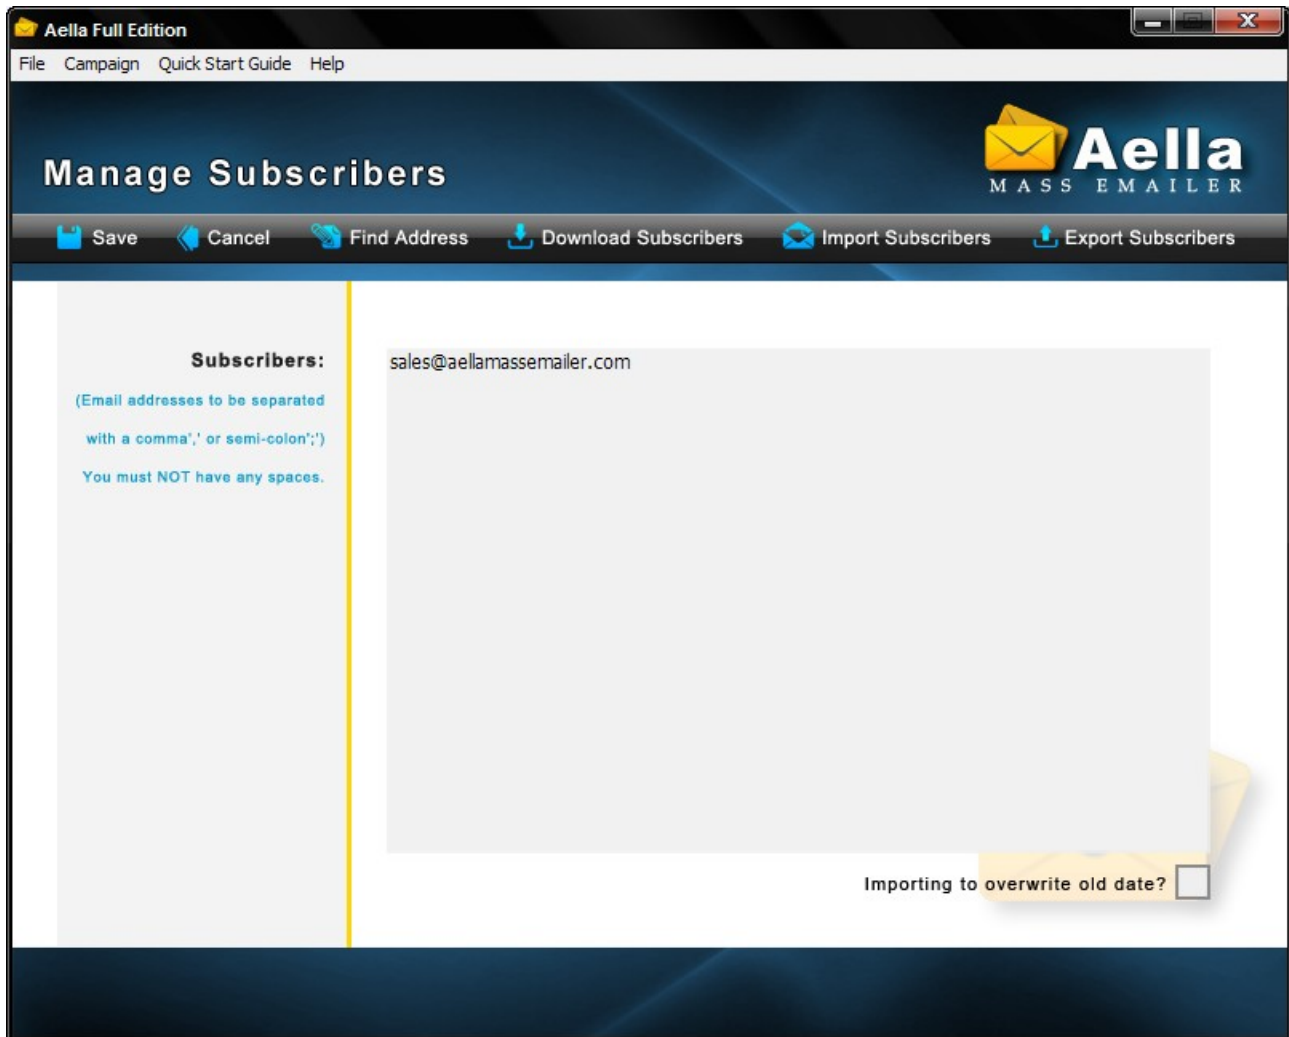 Aella Full Edition
File Campaign Quick Start Guide Help
Manage Subscribers
Aella
MASS EMAILER
Save Cancel Find Address Download Subscribers Import Subscribers Export Subscribers
Subscribers:
(Email addresses to be separated
with a comma',' or semi-colon';')
You must NOT have any spaces.
sales@aellamassemailer.com
Importing to overwrite old date?